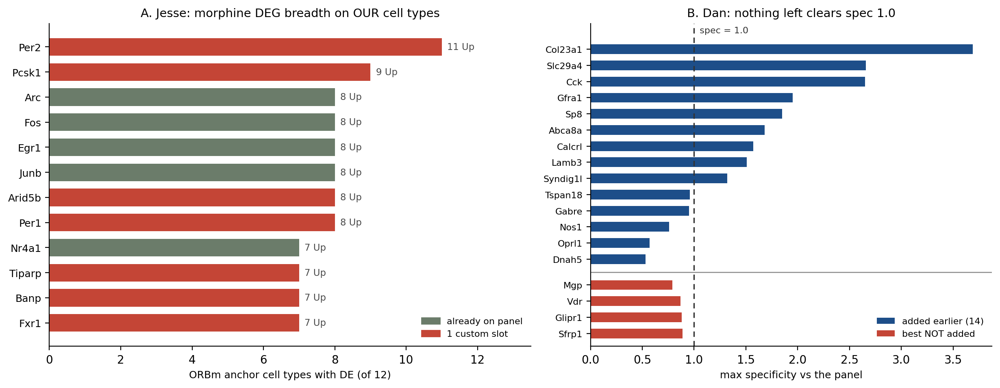 A. Jesse: morphine DEG breadth on OUR cell types
Per2
11 Up
Pcsk1
9 Up
Arc
8 Up
Fos
8 Up
Egr1
8 Up
Junb
8 Up
Arid5b
8 Up
Per1
8 Up
Nr4a1
7 Up
Tiparp
7 Up
Banp
7 Up
Fxr1
7 Up
already on panel
1 custom slot
0 2 4 6 8 10 12
ORBm anchor cell types with DE (of 12)
B. Dan: nothing left clears spec 1.0
spec = 1.0
Col23a1
Slc29a4
Cck
Gfra1
Sp8
Abca8a
Calcrl
Lamb3
Syndig1l
Tspan18
Gabre
Nos1
Oprl1
Dnah5
Mgp
Vdr
Glipr1
Sfrp1
added earlier (14)
best NOT added
0.0 0.5 1.0 1.5 2.0 2.5 3.0 3.5
max specificity vs the panel